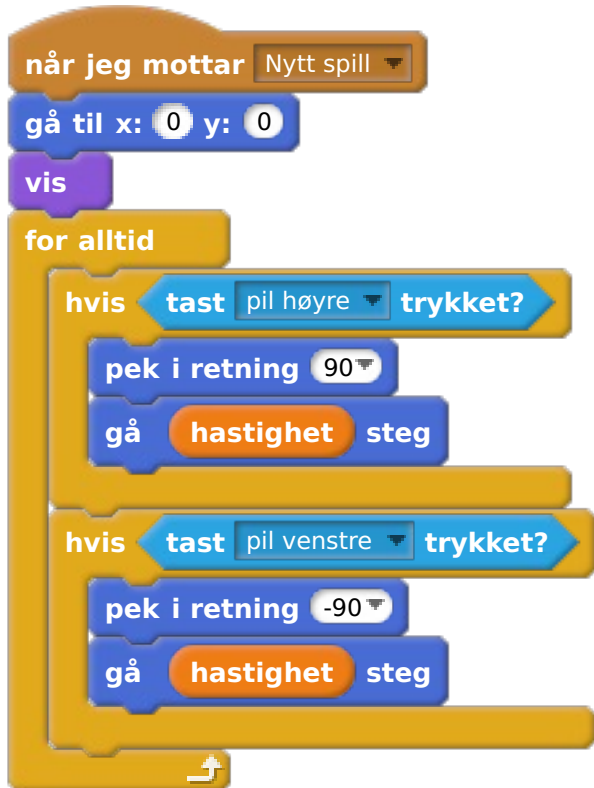 når jeg mottar Nytt spill
gå til x: 0 y: 0
vis
for alltid
hvis tast pil høyre trykket?
pek i retning 90
gå hastighet steg
hvis tast pil venstre trykket?
pek i retning -90
gå hastighet steg